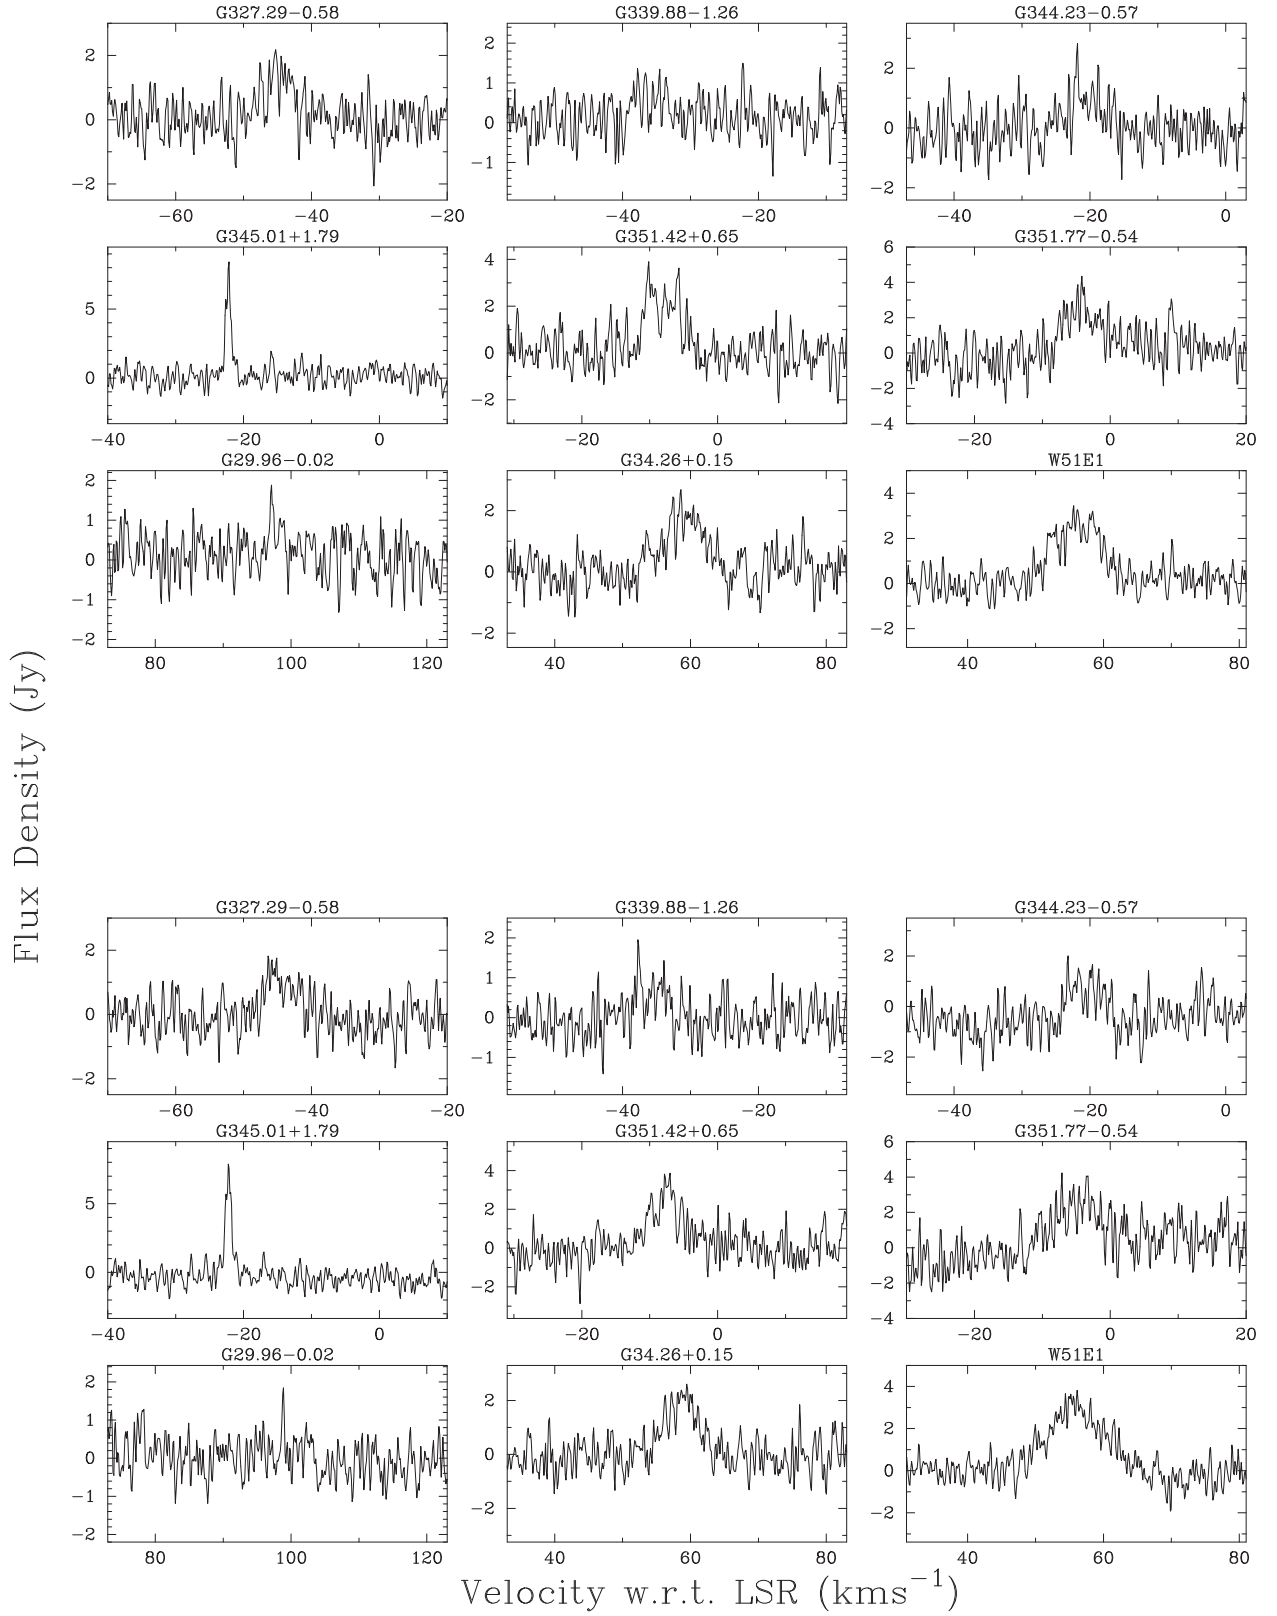 G327.29−0.58 G339.88−1.26 G344.23−0.57
2 0 −2
2 1 0 −1
2 0 −2
−60 −40 −20 −40 −20 −40 −20 0
G345.01+1.79 G351.42+0.65 G351.77−0.54
5 0
4 2 0 −2
6 4 2 0 −2 −4
−40 −20 0 −20 0 −20 0 20
G29.96−0.02 G34.26+0.15 W51E1
2 1 0 −1 −2
2 0 −2
4 2 0 −2
80 100 120 40 60 80 40 60 80
Flux Density (Jy)
G327.29−0.58 G339.88−1.26 G344.23−0.57
2 0 −2
2 1 0 −1
2 0 −2
−60 −40 −20 −40 −20 −40 −20 0
G345.01+1.79 G351.42+0.65 G351.77−0.54
5 0
4 2 0 −2
6 4 2 0 −2 −4
−40 −20 0 −20 0 −20 0 20
G29.96−0.02 G34.26+0.15 W51E1
2 1 0 −1 −2
2 0 −2
4 2 0 −2
80 100 120 40 60 80 40 60 80
Velocity w.r.t. LSR (kms−1)